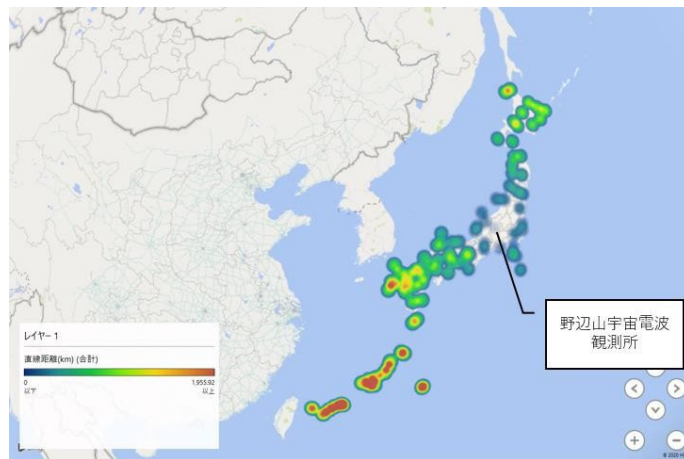 野辺山宇宙電波
観測所
レイヤー 1
直線距離(km) (合計)
0
以下
1,955.92
以上